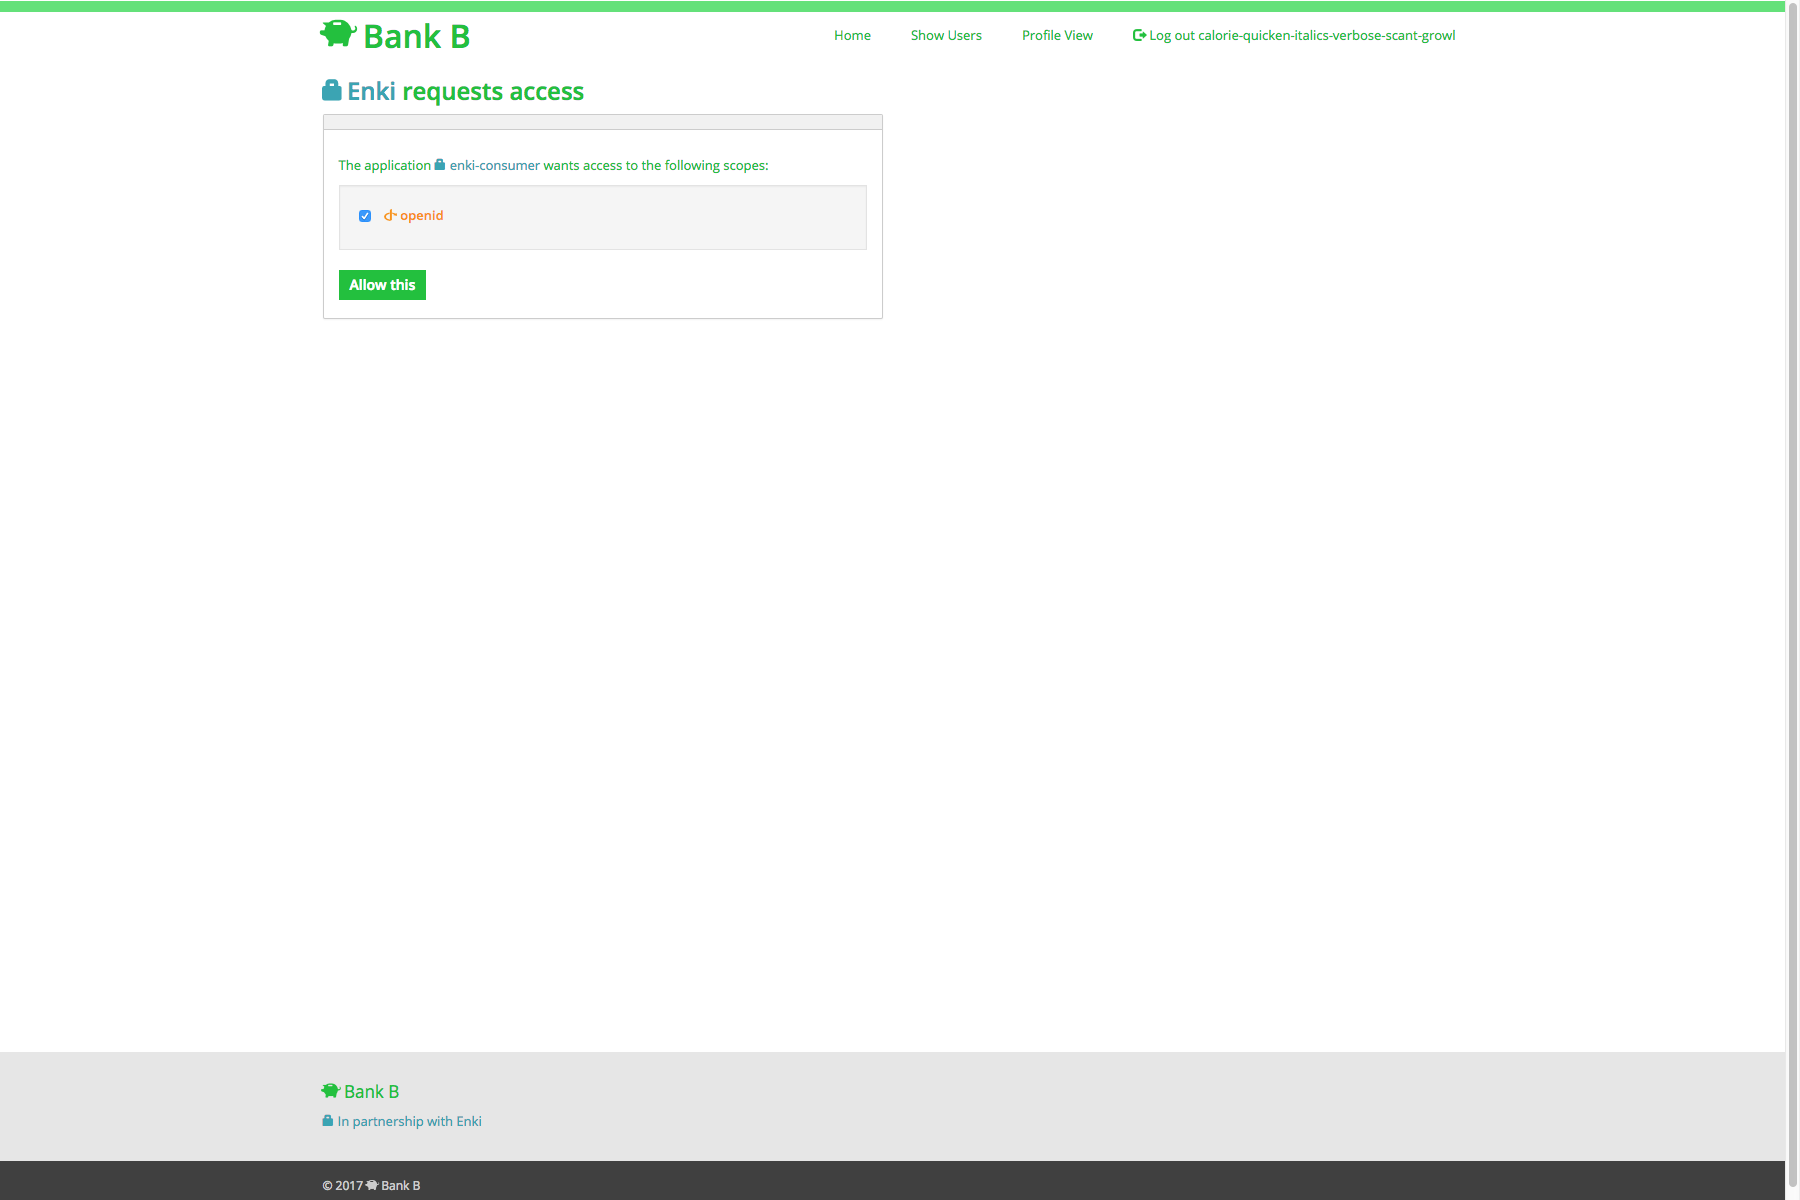 Bank B
Home Show Users Profile View Log out calorie-quicken-italics-verbose-scant-growl
Enki requests access
The application enki-consumer wants access to the following scopes:
openid
Allow this
Bank B
In partnership with Enki
© 2017 Bank B